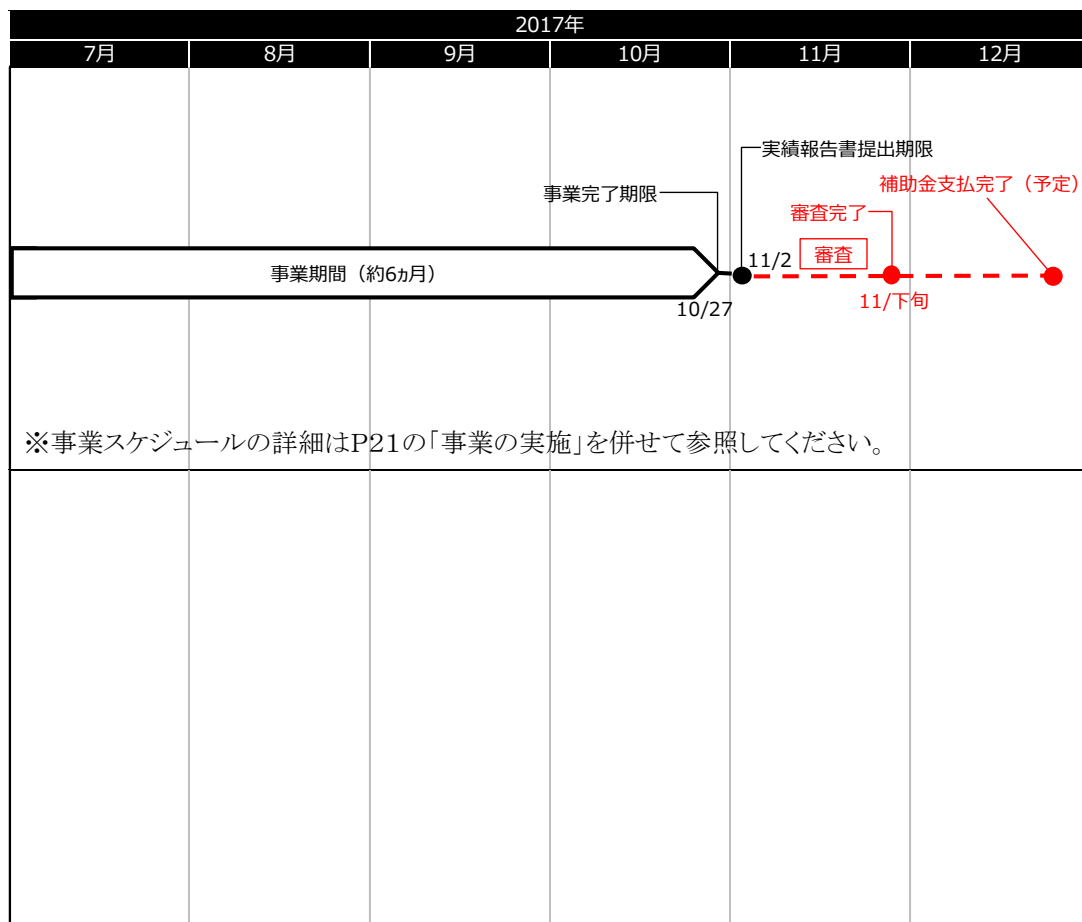 2017年
7月
8月
9月
10月
11月
12月
実績報告書提出期限
補助金支払完了（予定）
事業完了期限
審査完了
11/2
審査
事業期間（約6ヵ月）
10/27
11/下旬
※事業スケジュールの詳細はP21の「事業の実施」を併せて参照してください。